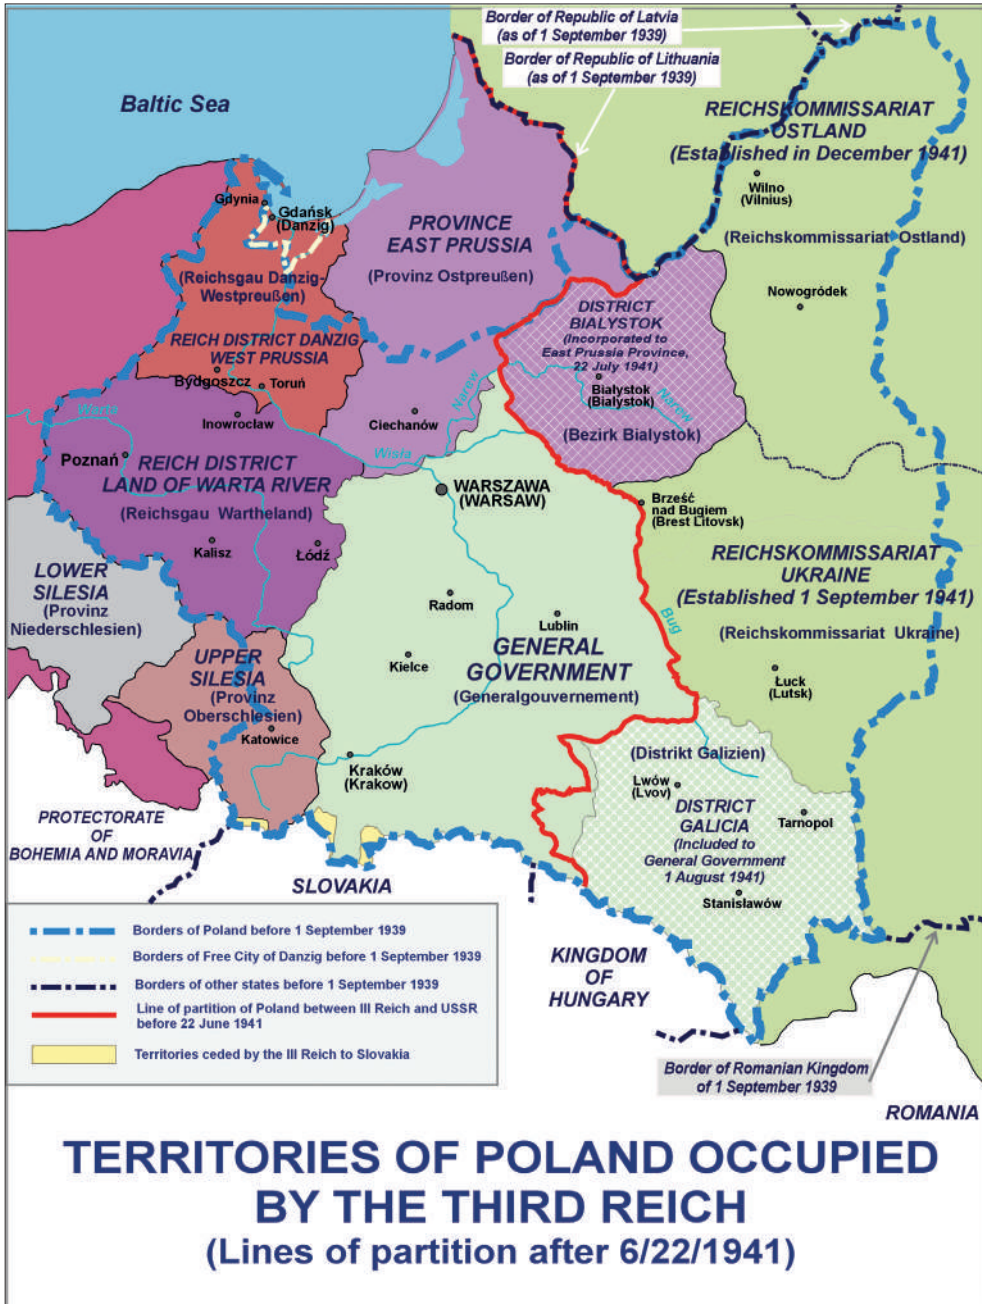 Border of Republic of Latvia
(as of 1 September 1939)
Border of Republic of Lithuania
(as of 1 September 1939)
Baltic Sea
REICHSKOMMISSARIAT
OSTLAND
(Established in December 1941)
Wilno
(Vilnius)
(Reichskommissariat Ostland)
Nowogródek
Gdynia
Gdańsk
(Danzig)
PROVINCE
EAST PRUSSIA
(Provinz Ostpreußen)
(Reichsgau Danzig-
Westpreußen)
REICH DISTRICT DANZIG
WEST PRUSSIA
Bydgoszcz
Toruń
DISTRICT
BIALYSTOK
(Incorporated to
East Prussia Province,
22 July 1941)
Białystok
(Białystok)
Narew
Narew
(Bezirk Bialystok)
Warta
Inowrocław
Ciechanów
Wisła
Poznań
REICH DISTRICT
LAND OF WARTA RIVER
(Reichsgau Wartheland)
Kalisz
Łódź
WARSZAWA
(WARSAW)
Brześć
nad Bugiem
(Brest Litovsk)
LOWER
SILESIA
(Provinz
Niederschlesien)
REICHSKOMMISSARIAT
UKRAINE
(Established 1 September 1941)
(Reichskommissariat Ukraine)
Łuck
(Lutsk)
Radom
Lublin
Bug
Kielce
GENERAL
GOVERNMENT
(Generalgouvernement)
UPPER
SILESIA
(Provinz
Oberschlesien)
Katowice
Kraków
(Krakow)
(Distrikt Galizien)
Lwów
(Lvov)
Tarnopol
DISTRICT
GALICIA
(Included to
General Government
1 August 1941)
Stanisławów
PROTECTORATE
OF
BOHEMIA AND MORAVIA
SLOVAKIA
KINGDOM
OF
HUNGARY
Border of Romanian Kingdom
of 1 September 1939
ROMANIA
Borders of Poland before 1 September 1939
Borders of Free City of Danzig before 1 September 1939
Borders of other states before 1 September 1939
Line of partition of Poland between III Reich and USSR
before 22 June 1941
Territories ceded by the III Reich to Slovakia
TERRITORIES OF POLAND OCCUPIED
BY THE THIRD REICH
(Lines of partition after 6/22/1941)